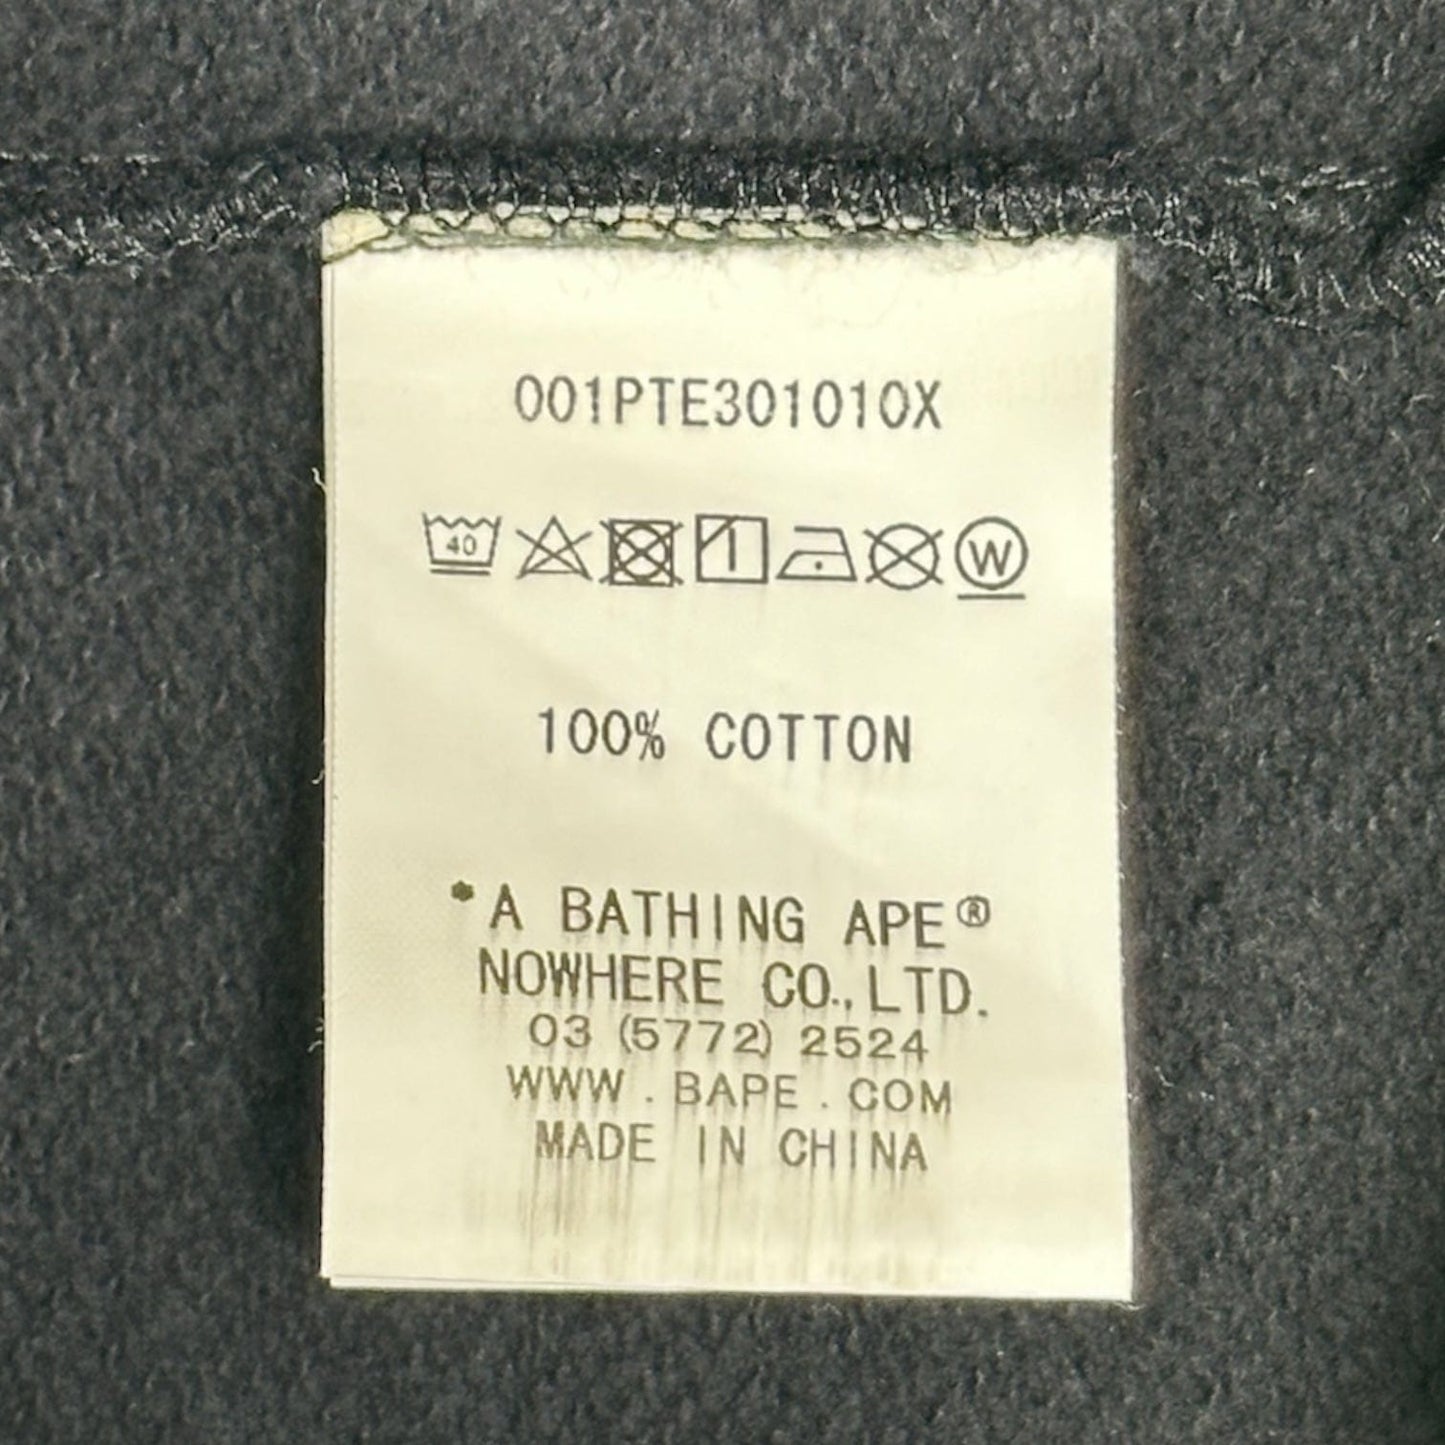 001PTE301010X
40
W
100% COTTON
*A BATHING APE®
NOWHERE CO.,LTD.
03 (5772) 2524
WWW.BAPE.COM
MADE IN CHINA